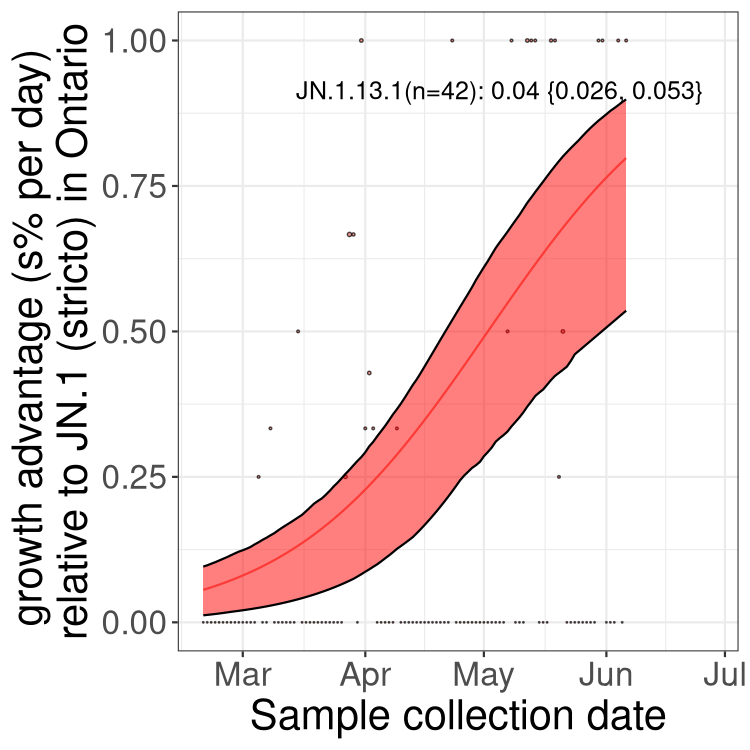 growth advantage (s% per day)
relative to JN.1 (stricto) in Ontario
1.00
0.75
0.50
0.25
0.00
JN.1.13.1(n=42): 0.04 {0.026, 0.053}
Mar Apr May Jun Jul
Sample collection date